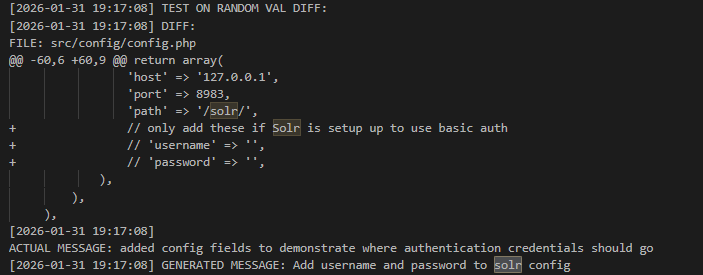 [2026-01-31 19:17:08] TEST ON RANDOM VAL DIFF:
[2026-01-31 19:17:08] DIFF:
FILE: src/config/config.php
@@ -60,6 +60,9 @@ return array(
'host' => '127.0.0.1',
'port' => 8983,
'path' => '/solr/',
+ // only add these if Solr is setup up to use basic auth
+ // 'username' => '',
+ // 'password' => '',
),
),
),
[2026-01-31 19:17:08]
ACTUAL MESSAGE: added config fields to demonstrate where authentication credentials should go
[2026-01-31 19:17:08] GENERATED MESSAGE: Add username and password to solr config